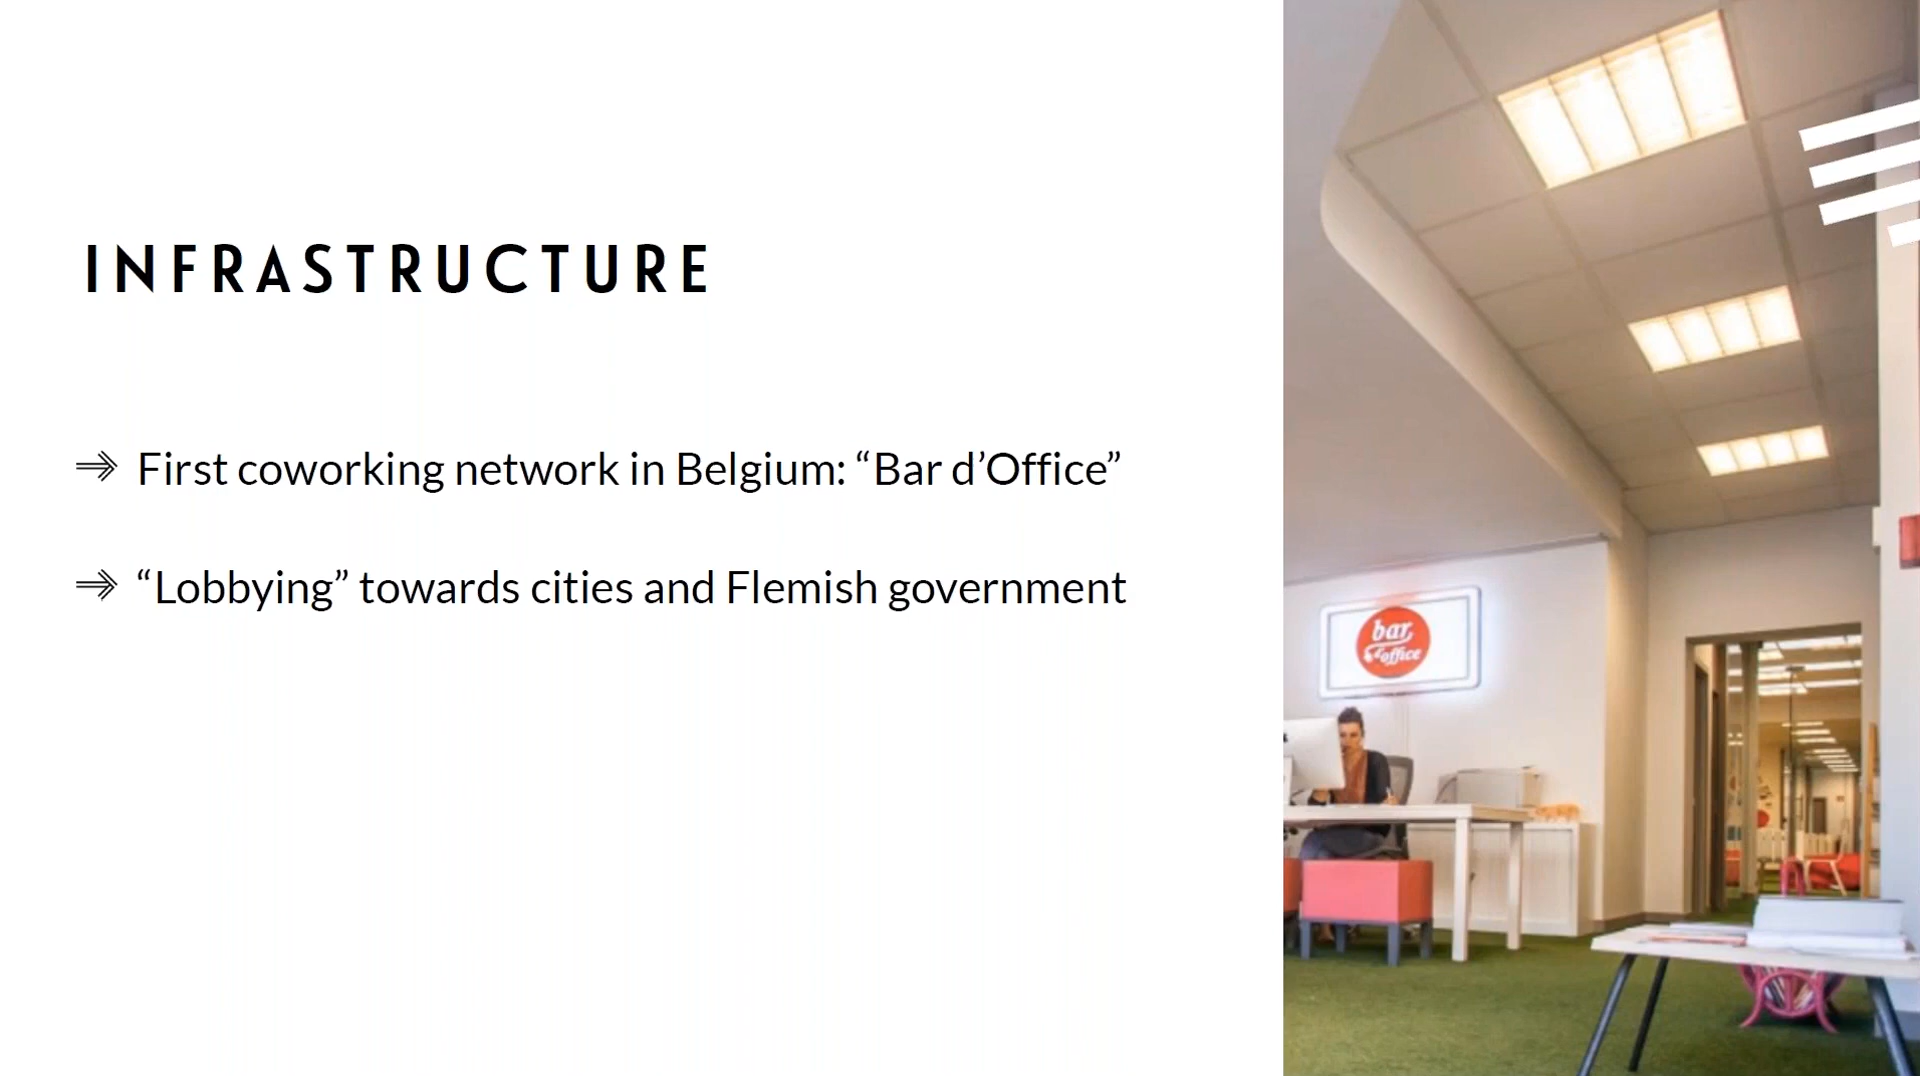 INFRASTRUCTURE
First coworking network in Belgium: “Bar d’Office”
“Lobbying” towards cities and Flemish government
bar
d'office